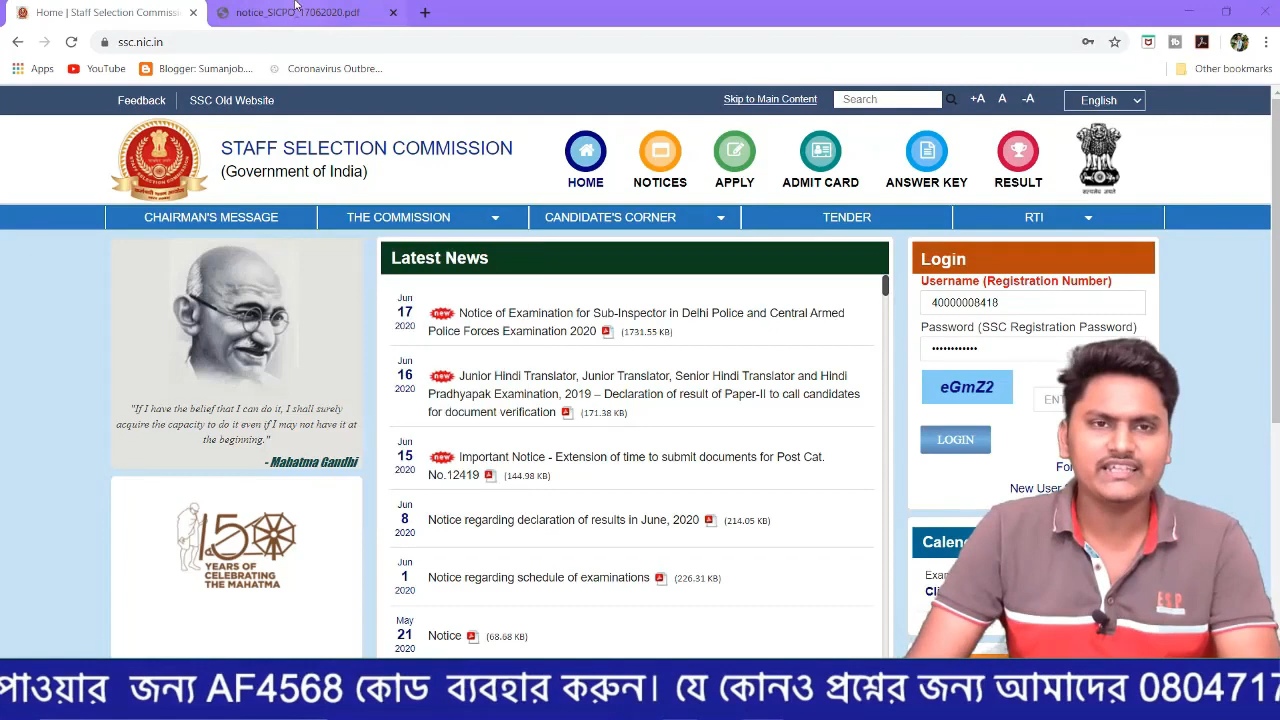 Home | Staff Selection Commissi
notice_SICPO_17062020.pdf
ssc.nic.in
Apps
YouTube
Blogger: Sumanjob....
Coronavirus Outbre...
Other bookmarks
Feedback
SSC Old Website
Skip to Main Content
Search
+A
A
-A
English
STAFF SELECTION COMMISSION
(Government of India)
HOME
NOTICES
APPLY
ADMIT CARD
ANSWER KEY
RESULT
CHAIRMAN'S MESSAGE
THE COMMISSION
CANDIDATE'S CORNER
TENDER
RTI
"If I have the belief that I can do it, I shall surely
acquire the capacity to do it even if I may not have it at
the beginning."
- Mahatma Gandhi
150
YEARS OF
CELEBRATING
THE MAHATMA
Latest News
Jun
17
2020
new Notice of Examination for Sub-Inspector in Delhi Police and Central Armed
Police Forces Examination 2020 (1731.55 KB)
Jun
16
2020
new Junior Hindi Translator, Junior Translator, Senior Hindi Translator and Hindi
Pradhyapak Examination, 2019 – Declaration of result of Paper-II to call candidates
for document verification (171.38 KB)
Jun
15
2020
new Important Notice - Extension of time to submit documents for Post Cat.
No.12419 (144.98 KB)
Jun
8
2020
Notice regarding declaration of results in June, 2020 (214.05 KB)
Jun
1
2020
Notice regarding schedule of examinations (226.31 KB)
May
21
2020
Notice (68.68 KB)
Login
Username (Registration Number)
40000008418
Password (SSC Registration Password)
••••••••••••
eGmZ2
ENT
LOGIN
Fo
New User
Calen
Exa
Cli
ESP
পাওয়ার জন্য AF4568 কোড ব্যবহার করুন। যে কোনও প্রশ্নের জন্য আমাদের 0804717